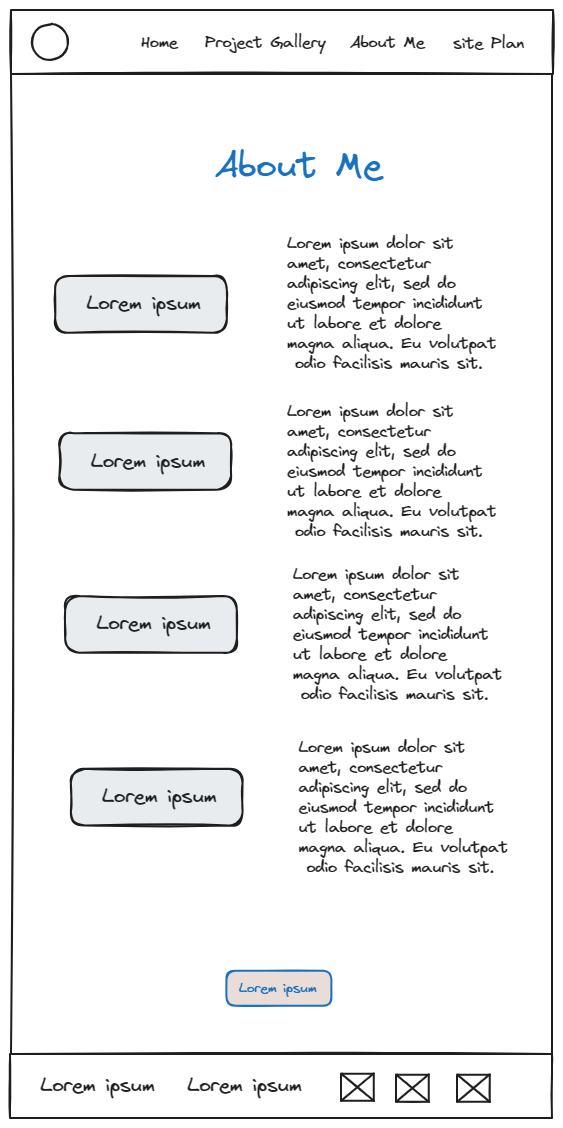 Home Project Gallery About Me site Plan
About Me
Lorem ipsum
Lorem ipsum dolor sit
amet, consectetur
adipiscing elit, sed do
eiusmod tempor incididunt
ut labore et dolore
magna aliqua. Eu volutpat
odio facilisis mauris sit.
Lorem ipsum
Lorem ipsum dolor sit
amet, consectetur
adipiscing elit, sed do
eiusmod tempor incididunt
ut labore et dolore
magna aliqua. Eu volutpat
odio facilisis mauris sit.
Lorem ipsum
Lorem ipsum dolor sit
amet, consectetur
adipiscing elit, sed do
eiusmod tempor incididunt
ut labore et dolore
magna aliqua. Eu volutpat
odio facilisis mauris sit.
Lorem ipsum
Lorem ipsum dolor sit
amet, consectetur
adipiscing elit, sed do
eiusmod tempor incididunt
ut labore et dolore
magna aliqua. Eu volutpat
odio facilisis mauris sit.
Lorem ipsum
Lorem ipsum Lorem ipsum